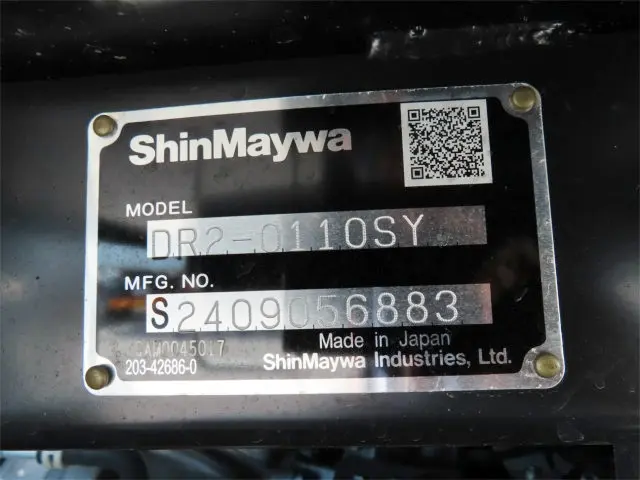 ShinMaywa
MODEL
DR2-0110SY
MFG. NO.
S2409056883
Made in Japan
203-42686-0
ShinMaywa Industries, Ltd.